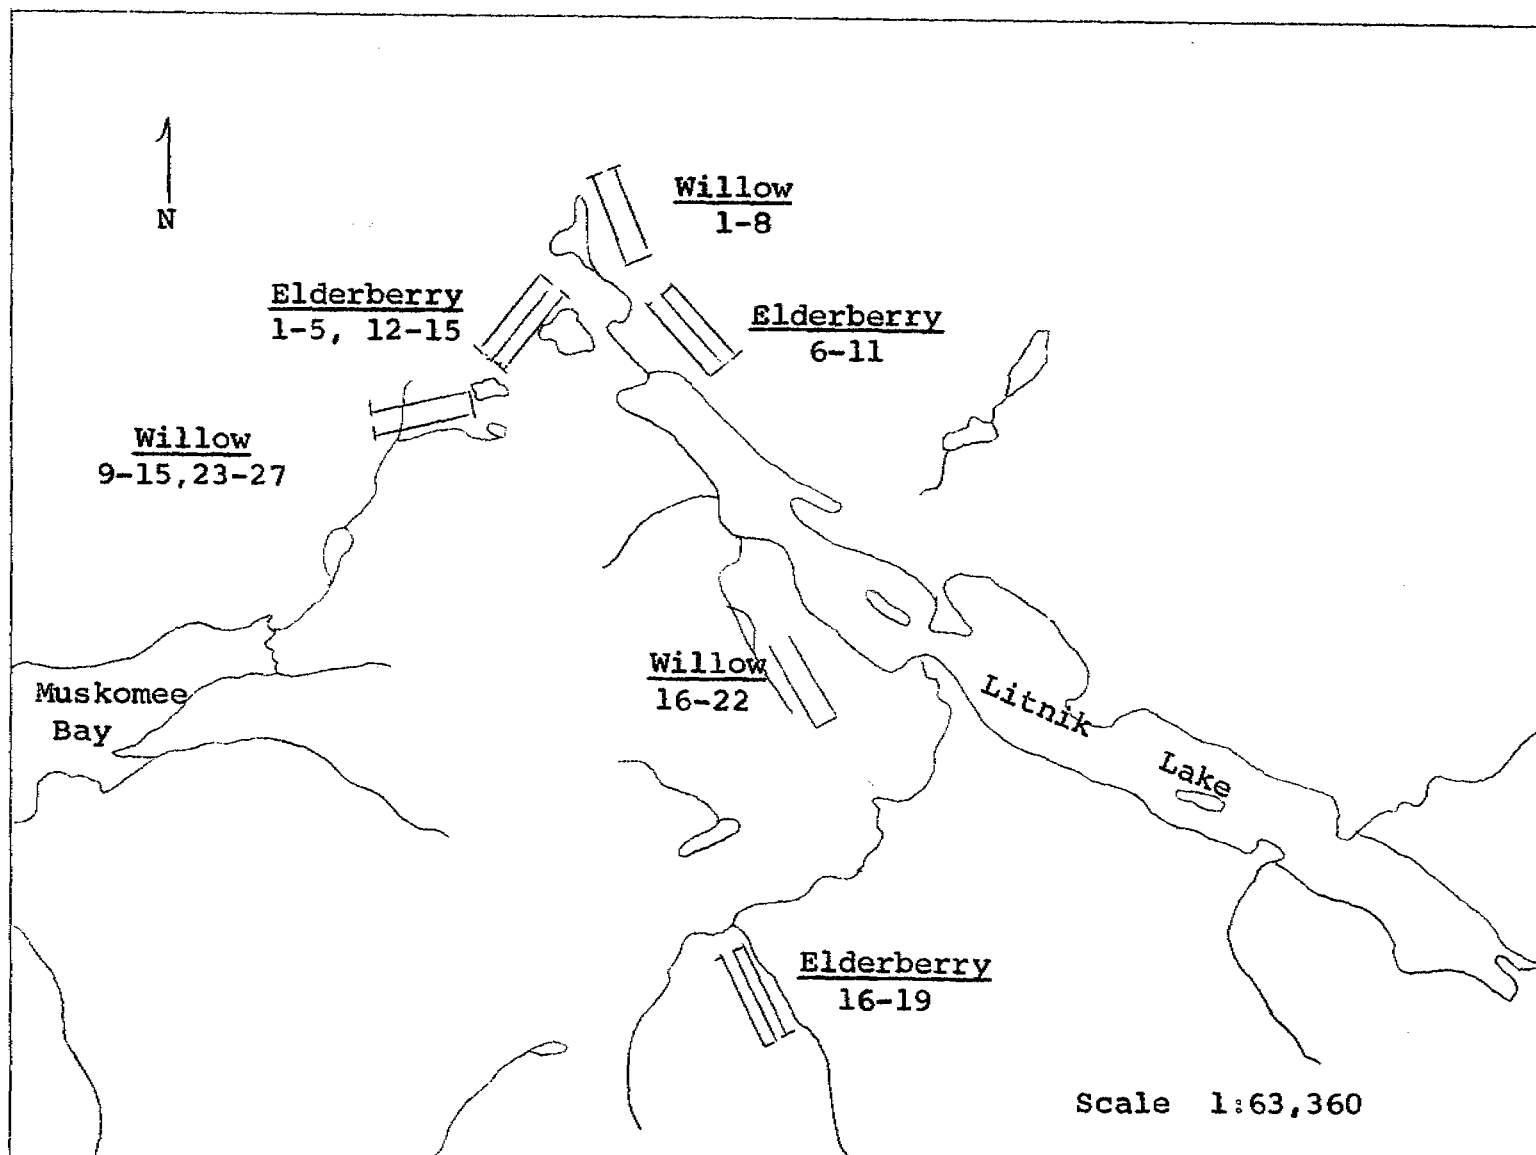 N
Willow
1-8
Elderberry
1-5, 12-15
Elderberry
6-11
Willow
9-15,23-27
Willow
16-22
Muskomee
Bay
Litnik
Lake
Elderberry
16-19
Scale 1:63,360